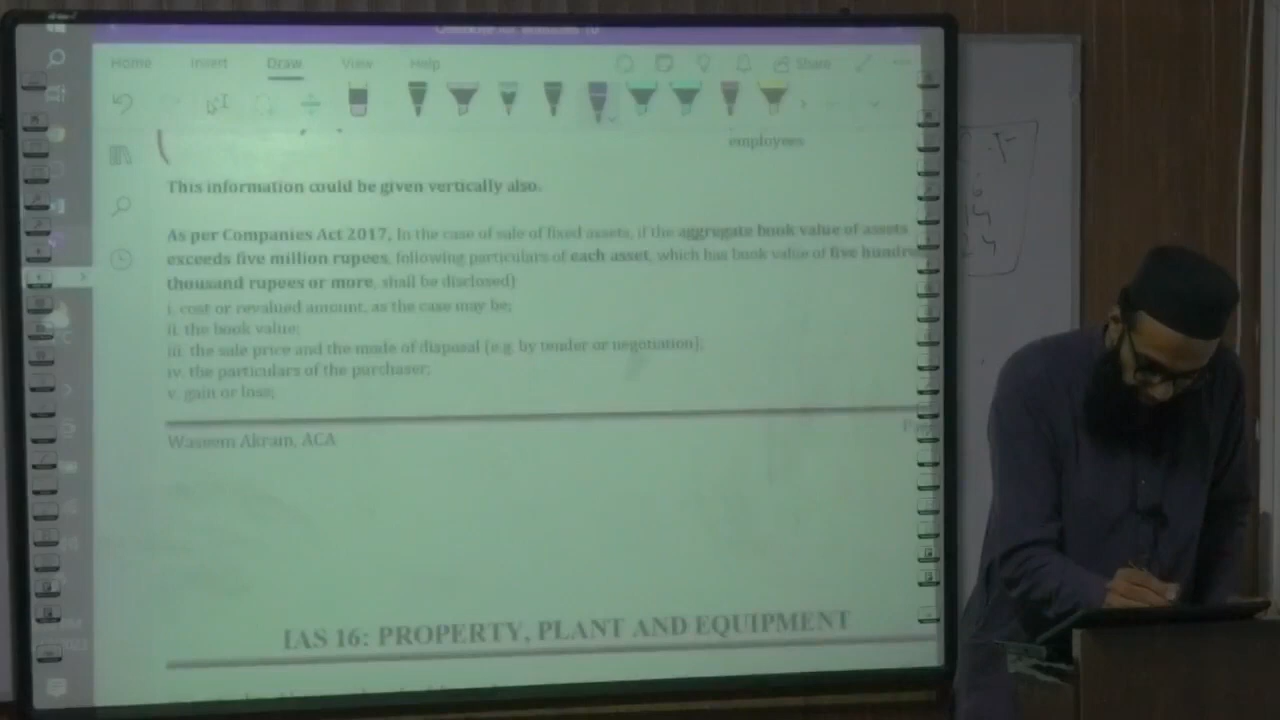 Home Insert Draw View Help Share
employees
This information could be given vertically also.
As per Companies Act 2017, In the case of sale of fixed assets, if the aggregate book value of assets
exceeds five million rupees, following particulars of each asset, which has book value of five
thousand rupees or more, shall be disclosed)
i. cost or revalued amount, as the case may be;
ii. the book value;
iii. the sale price and the mode of disposal (e.g. by tender or negotiation);
iv. the particulars of the purchaser;
v. gain or loss;
Waseem Akram, ACA
IAS 16: PROPERTY, PLANT AND EQUIPMENT